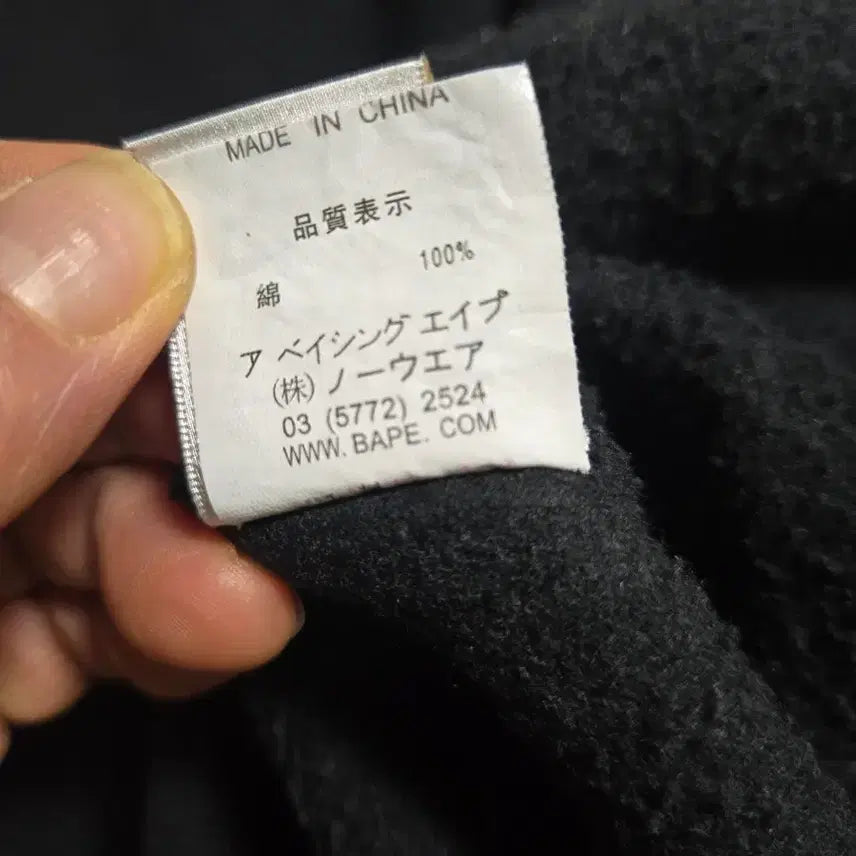 MADE IN CHINA
品質表示
綿 100%
ア ベイシング エイプ
(株) ノーウエア
03 (5772) 2524
WWW.BAPE. COM